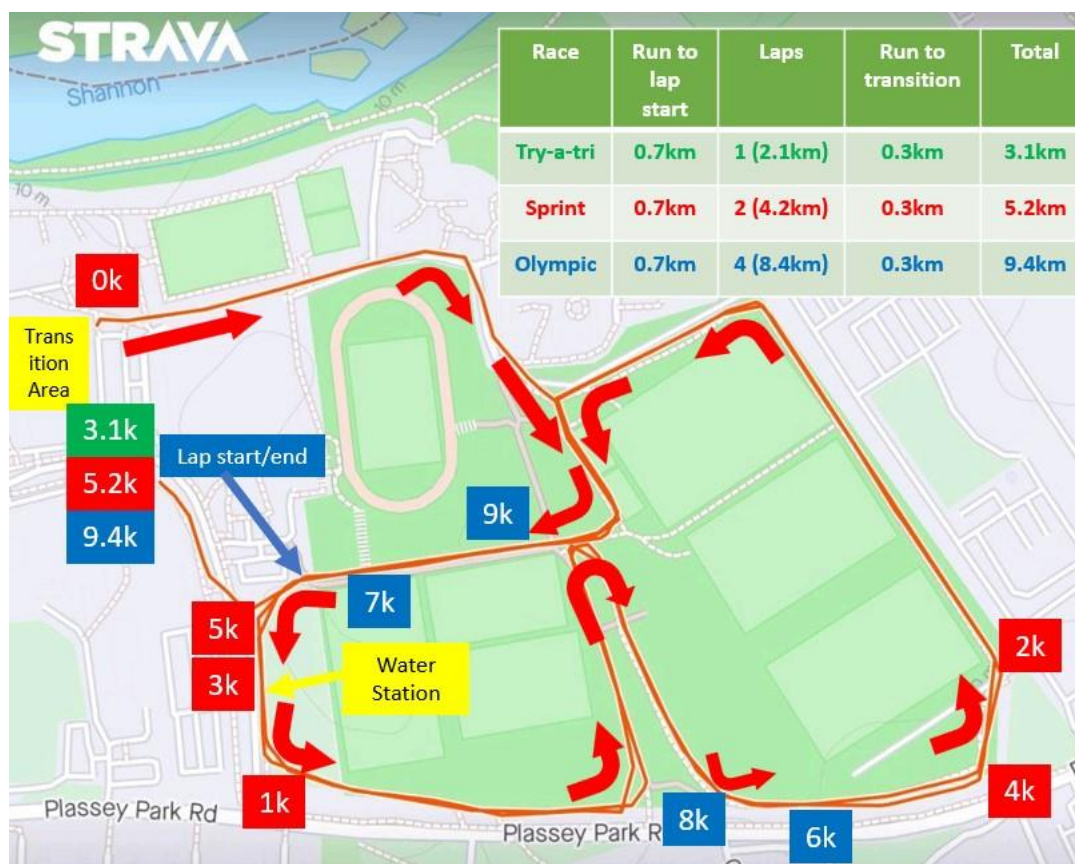 STRAVA
Shannon
10 m
10 m
Race
Run to
lap
start
Laps
Run to
transition
Total
Try-a-tri
0.7km
1 (2.1km)
0.3km
3.1km
Sprint
0.7km
2 (4.2km)
0.3km
5.2km
Olympic
0.7km
4 (8.4km)
0.3km
9.4km
0k
Trans
ition
Area
3.1k
5.2k
9.4k
Lap start/end
9k
7k
5k
3k
Water
Station
2k
1k
4k
8k
6k
Plassey Park Rd
Plassey Park R